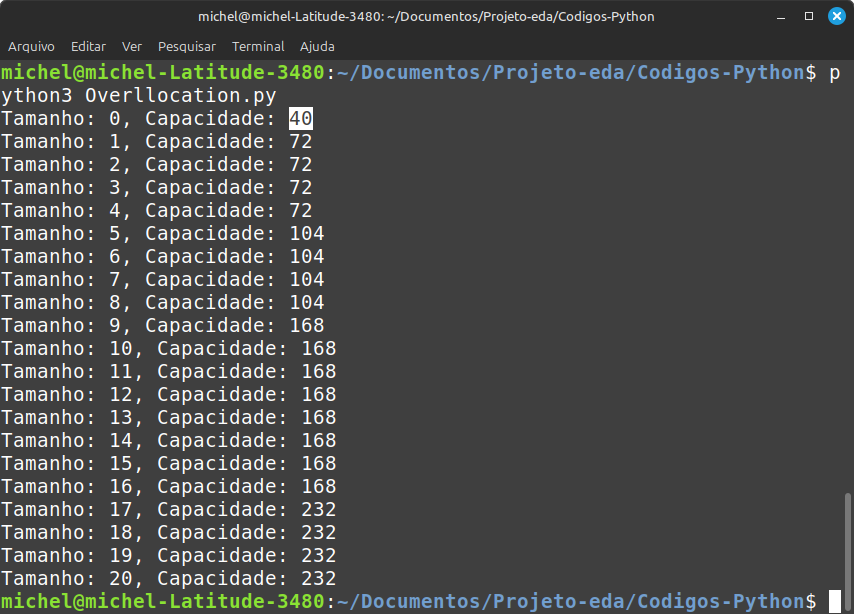 michel@michel-Latitude-3480: ~/Documentos/Projeto-eda/Codigos-Python
Arquivo Editar Ver Pesquisar Terminal Ajuda
michel@michel-Latitude-3480:~/Documentos/Projeto-eda/Codigos-Python$ p
ython3 Overllocation.py
Tamanho: 0, Capacidade: 40
Tamanho: 1, Capacidade: 72
Tamanho: 2, Capacidade: 72
Tamanho: 3, Capacidade: 72
Tamanho: 4, Capacidade: 72
Tamanho: 5, Capacidade: 104
Tamanho: 6, Capacidade: 104
Tamanho: 7, Capacidade: 104
Tamanho: 8, Capacidade: 104
Tamanho: 9, Capacidade: 168
Tamanho: 10, Capacidade: 168
Tamanho: 11, Capacidade: 168
Tamanho: 12, Capacidade: 168
Tamanho: 13, Capacidade: 168
Tamanho: 14, Capacidade: 168
Tamanho: 15, Capacidade: 168
Tamanho: 16, Capacidade: 168
Tamanho: 17, Capacidade: 232
Tamanho: 18, Capacidade: 232
Tamanho: 19, Capacidade: 232
Tamanho: 20, Capacidade: 232
michel@michel-Latitude-3480:~/Documentos/Projeto-eda/Codigos-Python$